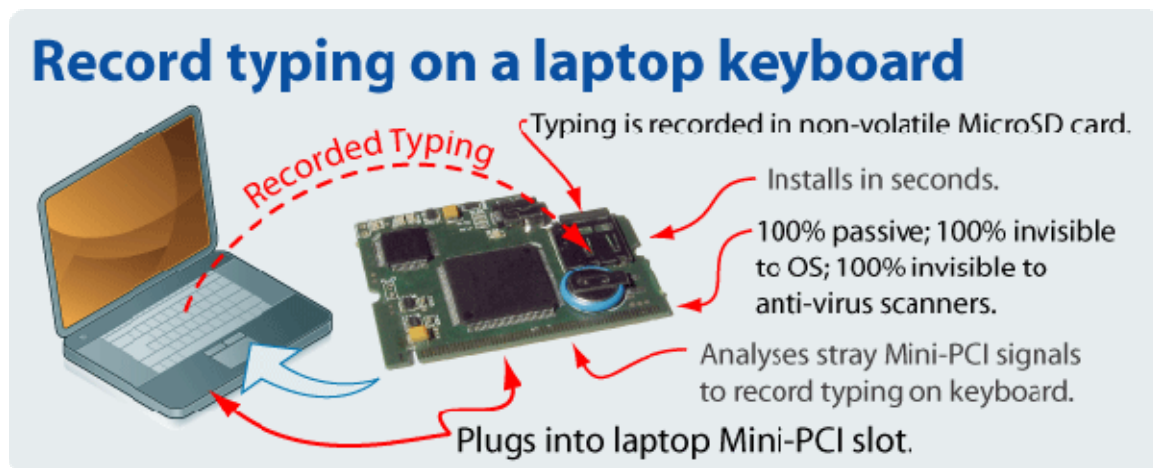 Record typing on a laptop keyboard
Recorded Typing
Typing is recorded in non-volatile MicroSD card.
Installs in seconds.
100% passive; 100% invisible
to OS; 100% invisible to
anti-virus scanners.
Analyses stray Mini-PCI signals
to record typing on keyboard.
Plugs into laptop Mini-PCI slot.